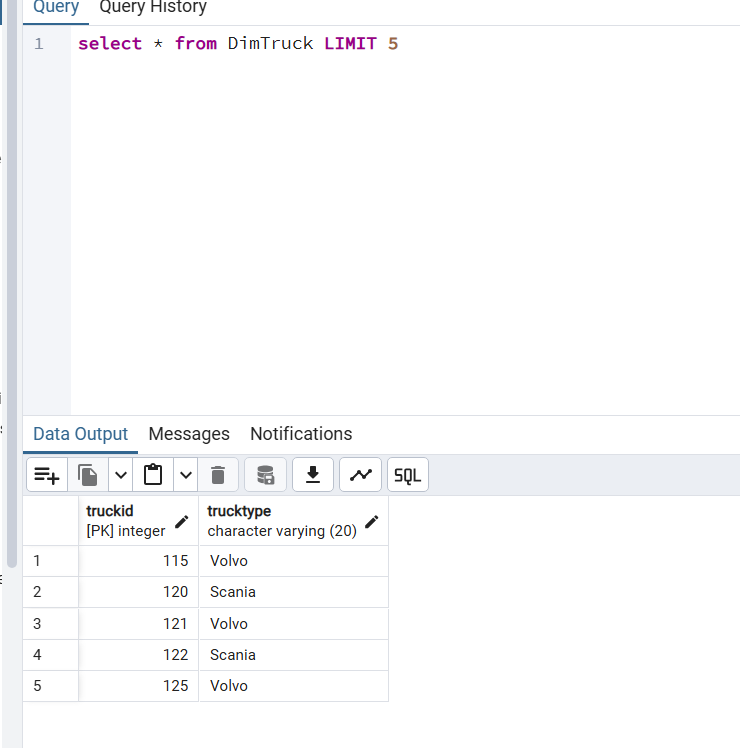 Query Query History
1 select * from DimTruck LIMIT 5
Data Output Messages Notifications
SQL
truckid trucktype
[PK] integer character varying (20)
1 115 Volvo
2 120 Scania
3 121 Volvo
4 122 Scania
5 125 Volvo